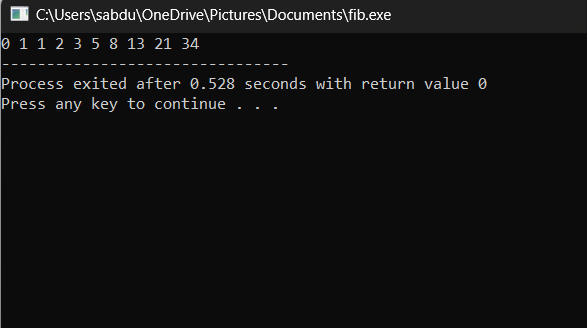 C:\Users\sabdu\OneDrive\Pictures\Documents\fib.exe
0 1 1 2 3 5 8 13 21 34
--------------------------------
Process exited after 0.528 seconds with return value 0
Press any key to continue . . .